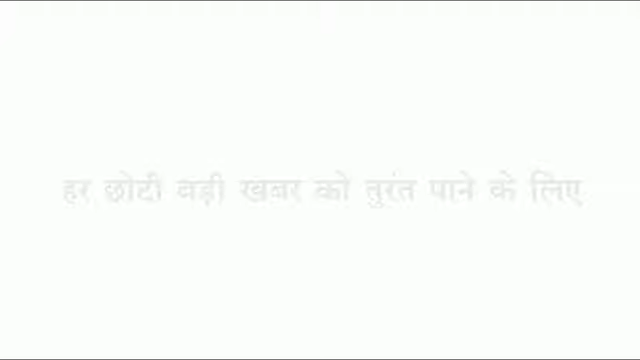 हर छोटी बड़ी खबर को तुरंत पाने के लिए